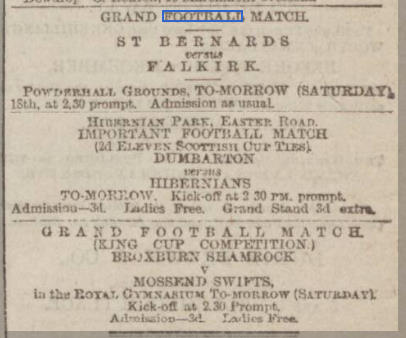 GRAND FOOTBALL MATCH.
ST BERNARDS
versus
FALKIRK.
POWDERHALL GROUNDS, TO-MORROW (SATURDAY),
18th, at 2,30 prompt. Admission as usual.
HIBERNIAN PARK, EASTER ROAD.
IMPORTANT FOOTBALL MATCH
(2d ELEVEN SCOTTISH CUP TIES).
DUMBARTON
versus
HIBERNIANS
TO-MORROW. Kick-off at 2 30 PM. prompt.
Admission—3d. Ladies Free. Grand Stand 3d extra.
GRAND FOOTBALL MATCH.
(KING CUP COMPETITION.)
BROXBURN SHAMROCK
V
MOSSEND SWIFTS,
in the ROYAL GYMNASIUM TO-MORROW (SATURDAY).
Kick-off at 2.30 Prompt.
Admission—3d. Ladies Free.